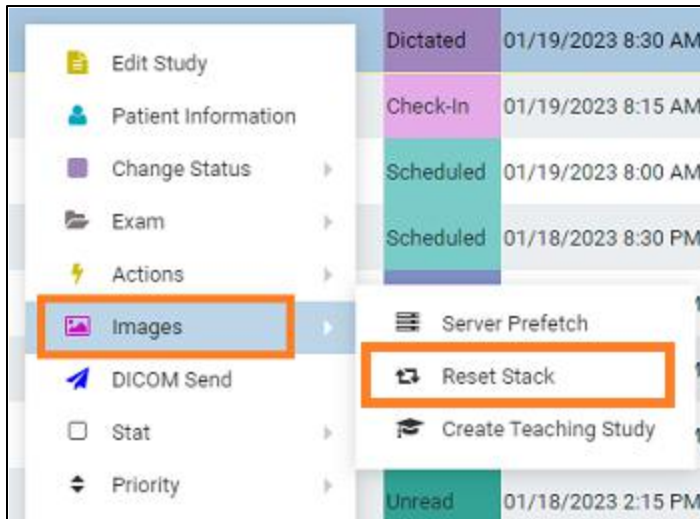 Edit Study
Patient Information
Change Status
Exam
Actions
Images
DICOM Send
Stat
Priority
Server Prefetch
Reset Stack
Create Teaching Study
Dictated 01/19/2023 8:30 AM
Check-In 01/19/2023 8:15 AM
Scheduled 01/19/2023 8:00 AM
Scheduled 01/18/2023 8:30 PM
Unread 01/18/2023 2:15 PM